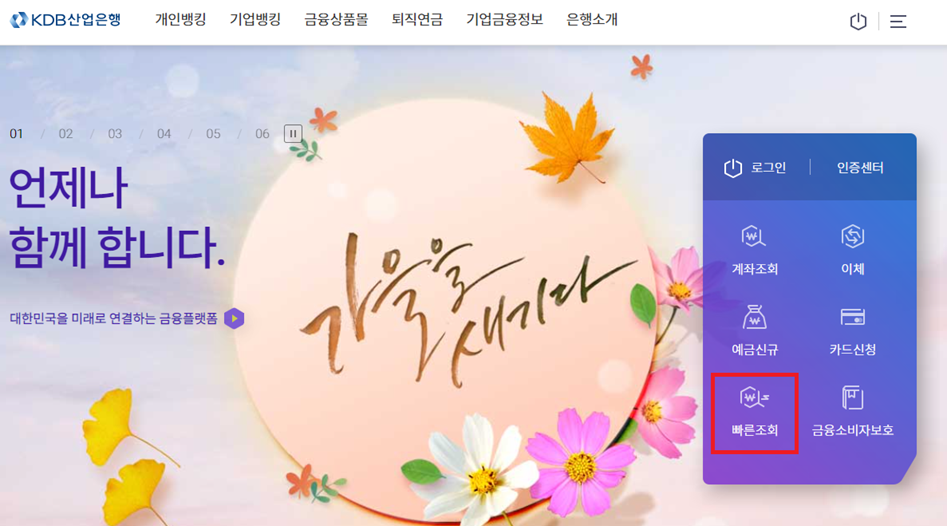 KDB산업은행 개인뱅킹 기업뱅킹 금융상품몰 퇴직연금 기업금융정보 은행소개
01 / 02 / 03 / 04 / 05 / 06
언제나
함께 합니다.
대한민국을 미래로 연결하는 금융플랫폼
가을을
새기다
로그인 인증센터
계좌조회 이체
예금신규 카드신청
빠른조회 금융소비자보호